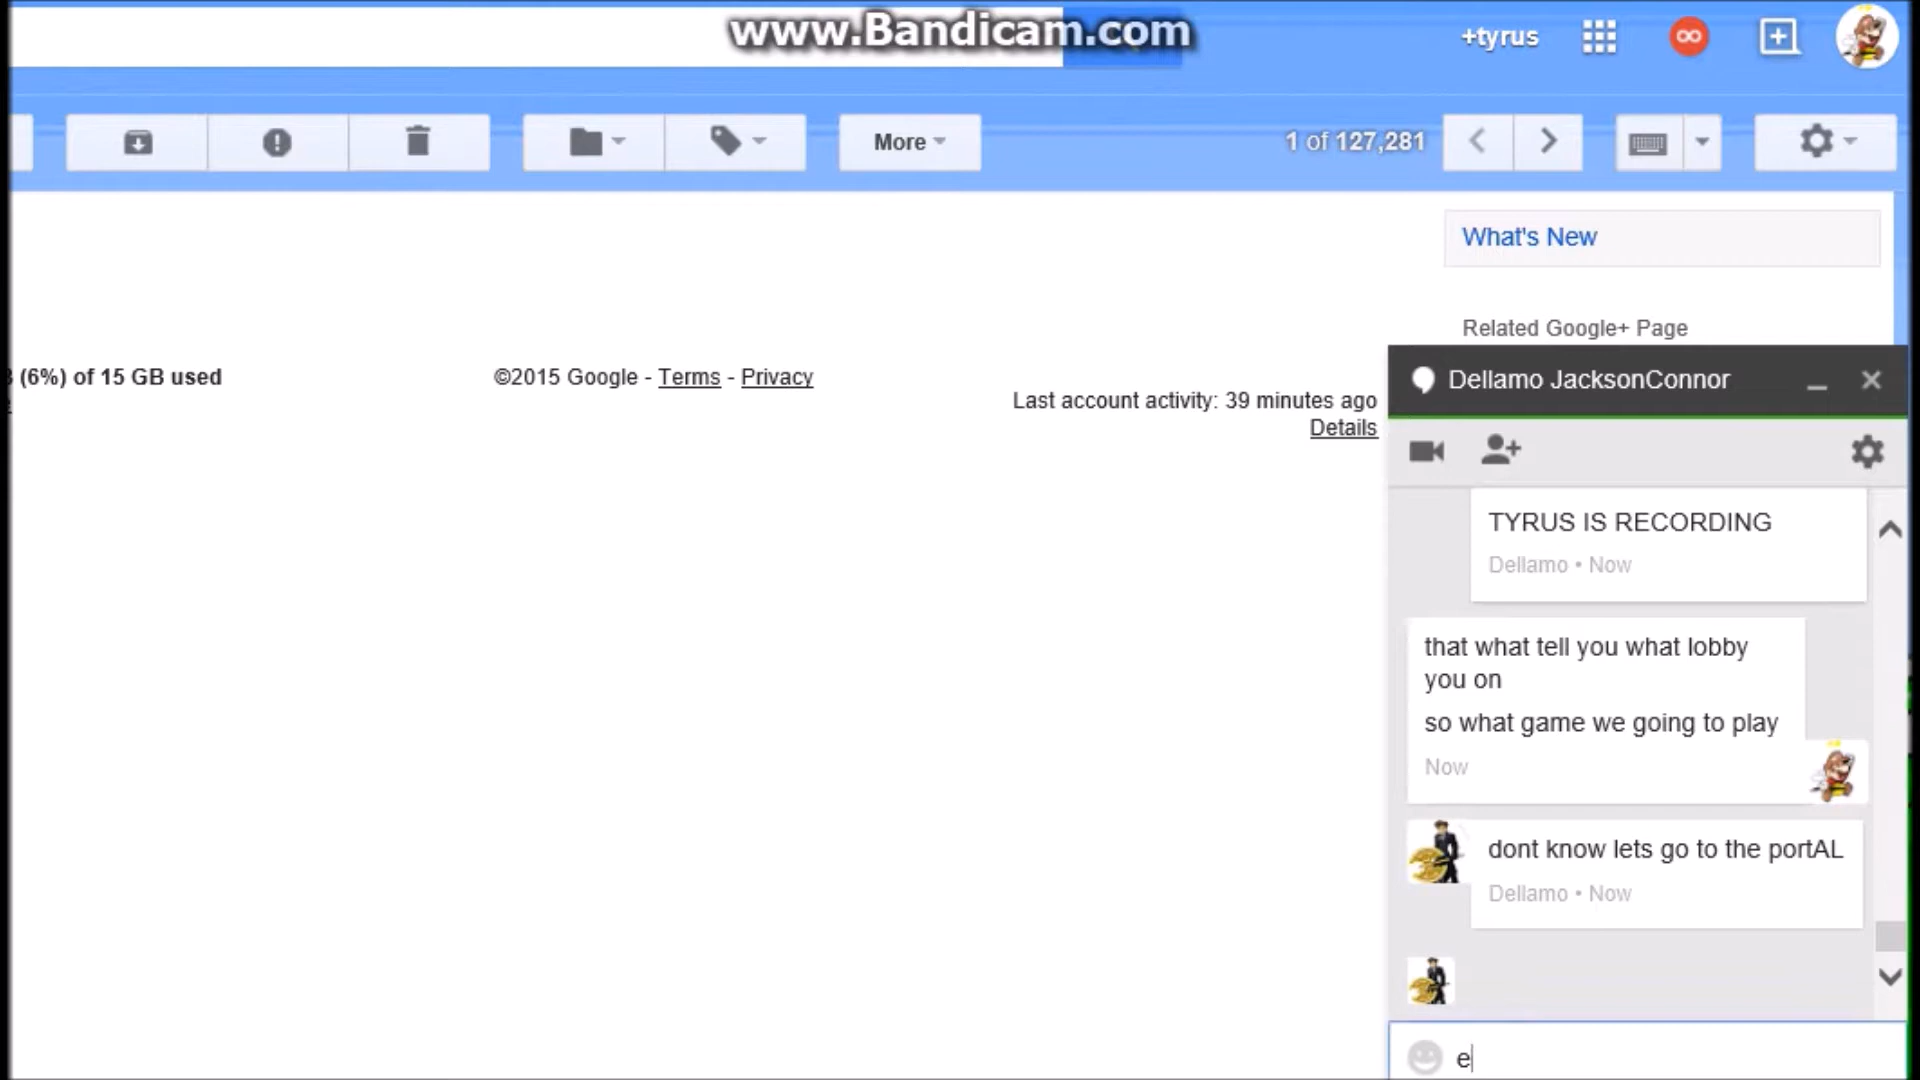 www.Bandicam.com
+tyrus
More
1 of 127,281
What's New
Related Google+ Page
(6%) of 15 GB used
©2015 Google - Terms - Privacy
Last account activity: 39 minutes ago
Details
Dellamo JacksonConnor
TYRUS IS RECORDING
Dellamo • Now
that what tell you what lobby
you on
so what game we going to play
Now
dont know lets go to the portAL
Dellamo • Now
e